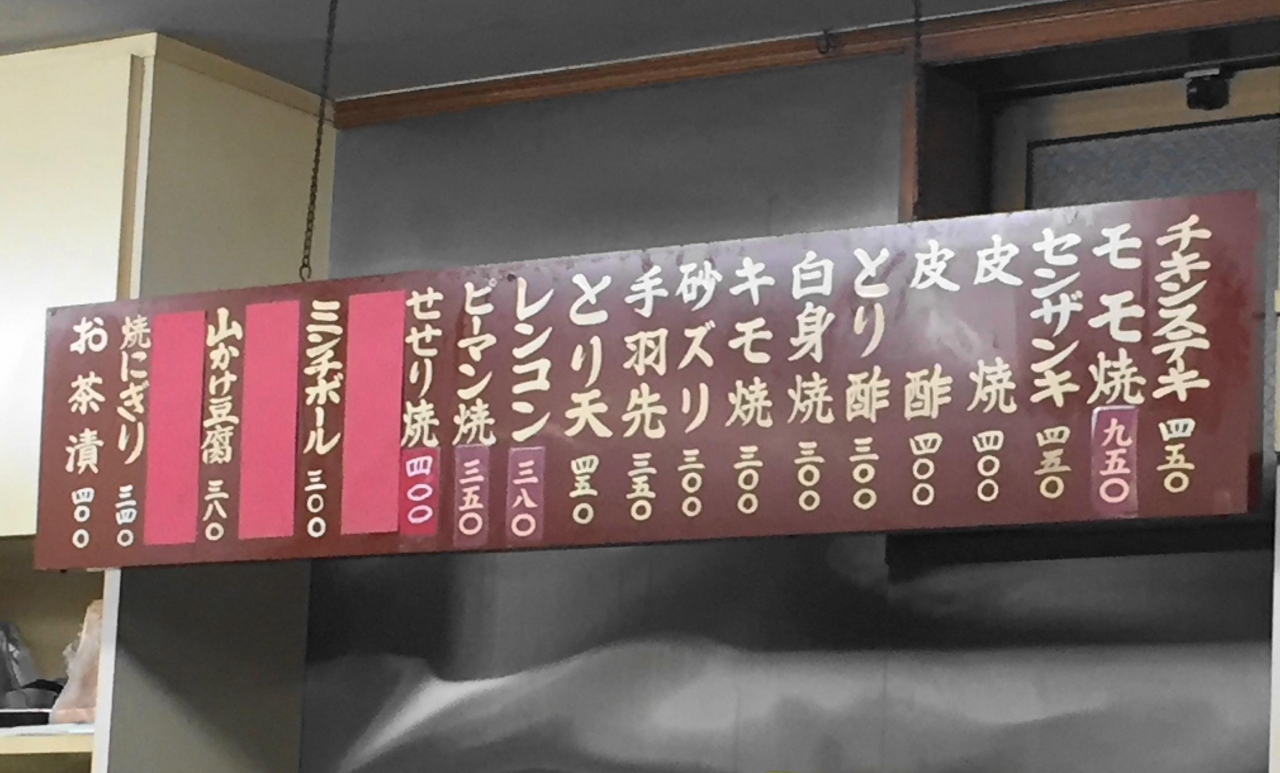 チキンステキ 四五〇
モモ焼 九五〇
センザンキ 四五〇
皮焼 四〇〇
皮酢 四〇〇
とり酢 三〇〇
白身焼 三〇〇
キモ焼 三〇〇
砂ズリ 三〇〇
手羽先 三五〇
とり天 四五〇
レンコン 三八〇
ピーマン焼 三五〇
せせり焼 四〇〇
ミンチボール 三〇〇
山かけ豆腐 三八〇
焼にぎり 三四〇
お茶漬 四〇〇